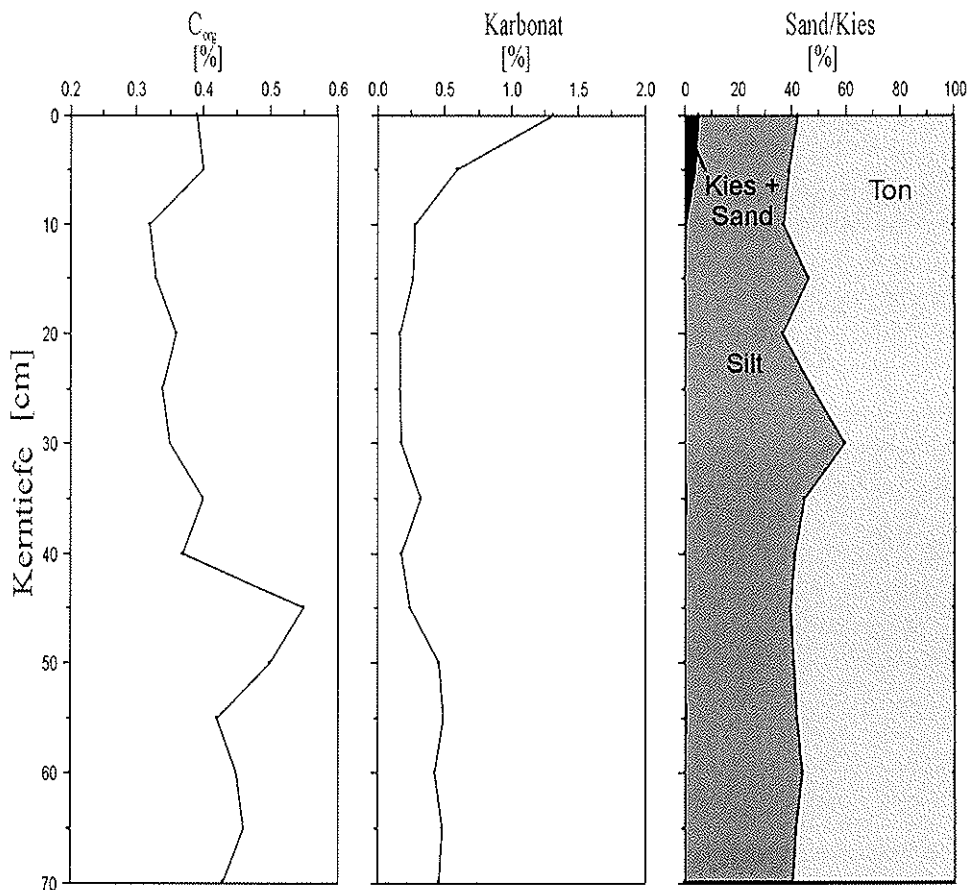 C_org
[%]
0.2 0.3 0.4 0.5 0.6
Karbonat
[%]
0.0 0.5 1.0 1.5 2.0
Sand/Kies
[%]
0 20 40 60 80 100
Kerntiefe [cm]
0
10
20
30
40
50
60
70
Kies +
Sand
Silt
Ton